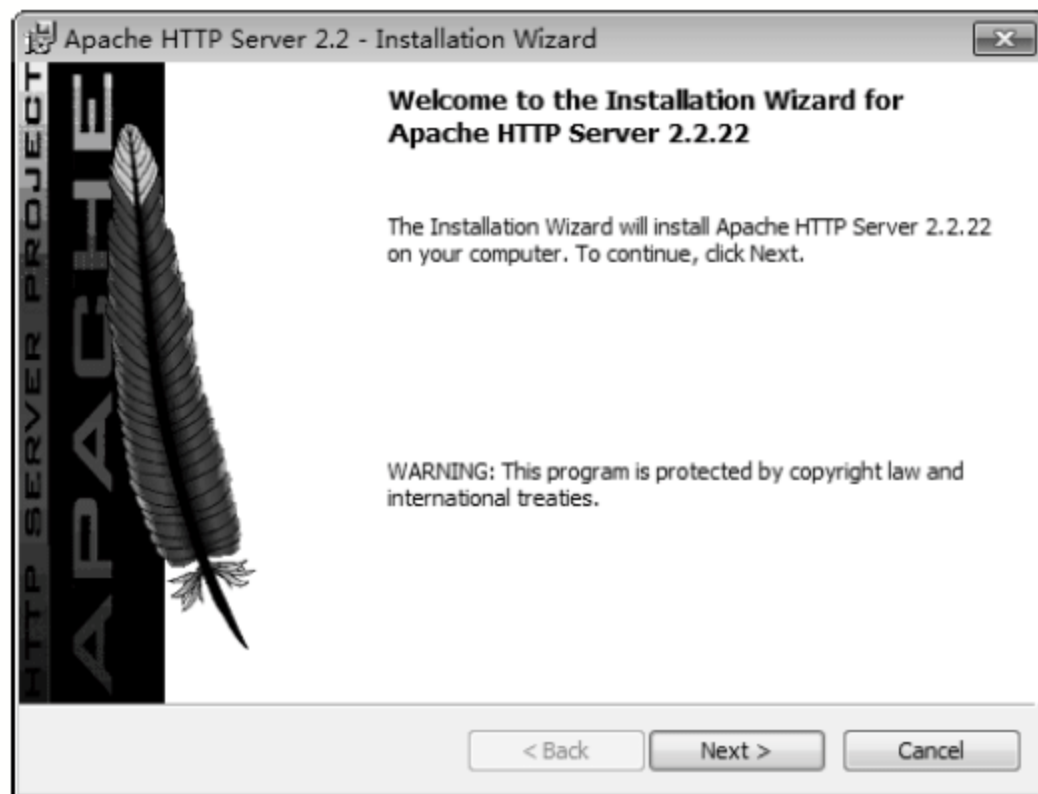 Apache HTTP Server 2.2 - Installation Wizard
HTTP SERVER PROJECT
APACHE
Welcome to the Installation Wizard for
Apache HTTP Server 2.2.22
The Installation Wizard will install Apache HTTP Server 2.2.22
on your computer. To continue, click Next.
WARNING: This program is protected by copyright law and
international treaties.
< Back
Next >
Cancel